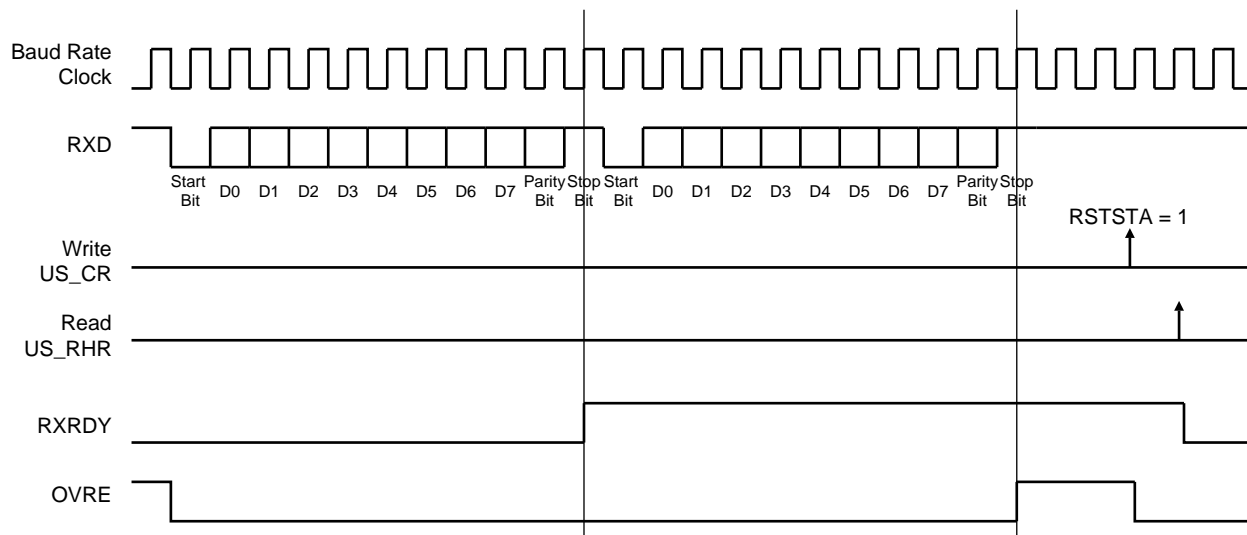 Baud Rate
Clock
RXD
Start
Bit
D0
D1
D2
D3
D4
D5
D6
D7
Parity
Bit
Stop
Bit
Start
Bit
D0
D1
D2
D3
D4
D5
D6
D7
Parity
Bit
Stop
Bit
RSTSTA = 1
Write
US_CR
Read
US_RHR
RXRDY
OVRE